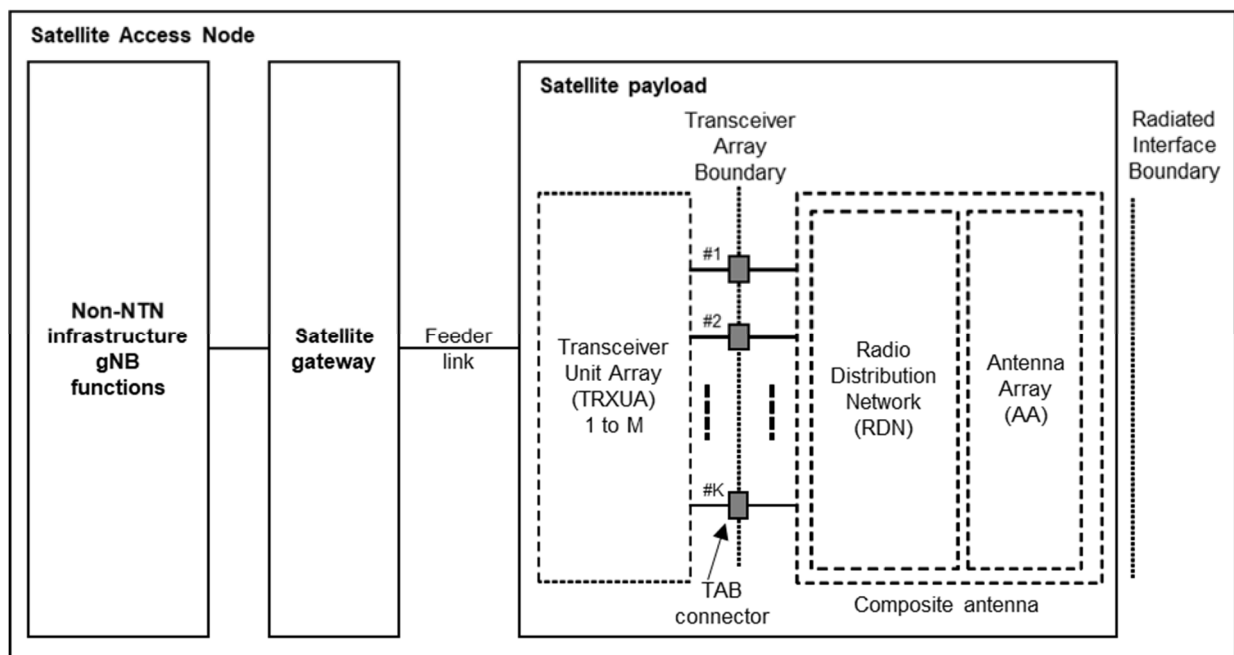 Satellite Access Node
Non-NTN
infrastructure
gNB
functions
Satellite
gateway
Feeder
link
Satellite payload
Transceiver
Array
Boundary
Transceiver
Unit Array
(TRXUA)
1 to M
#1
#2
#K
TAB
connector
Radio
Distribution
Network
(RDN)
Antenna
Array
(AA)
Composite antenna
Radiated
Interface
Boundary